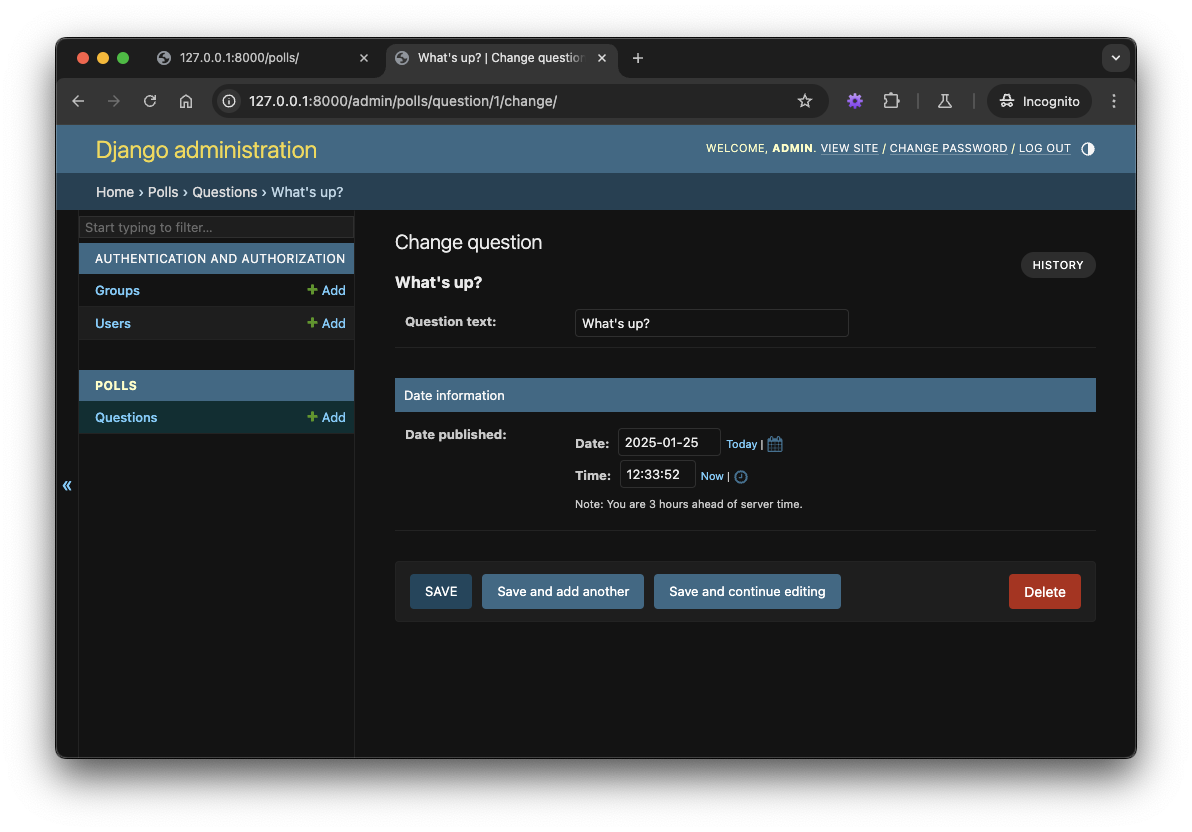 127.0.0.1:8000/polls/
What's up? | Change question
127.0.0.1:8000/admin/polls/question/1/change/
Incognito
Django administration
WELCOME, ADMIN. VIEW SITE / CHANGE PASSWORD / LOG OUT
Home › Polls › Questions › What's up?
Start typing to filter...
AUTHENTICATION AND AUTHORIZATION
Groups + Add
Users + Add
POLLS
Questions + Add
«
Change question
HISTORY
What's up?
Question text: What's up?
Date information
Date published:
Date: 2025-01-25 Today |
Time: 12:33:52 Now |
Note: You are 3 hours ahead of server time.
SAVE Save and add another Save and continue editing Delete